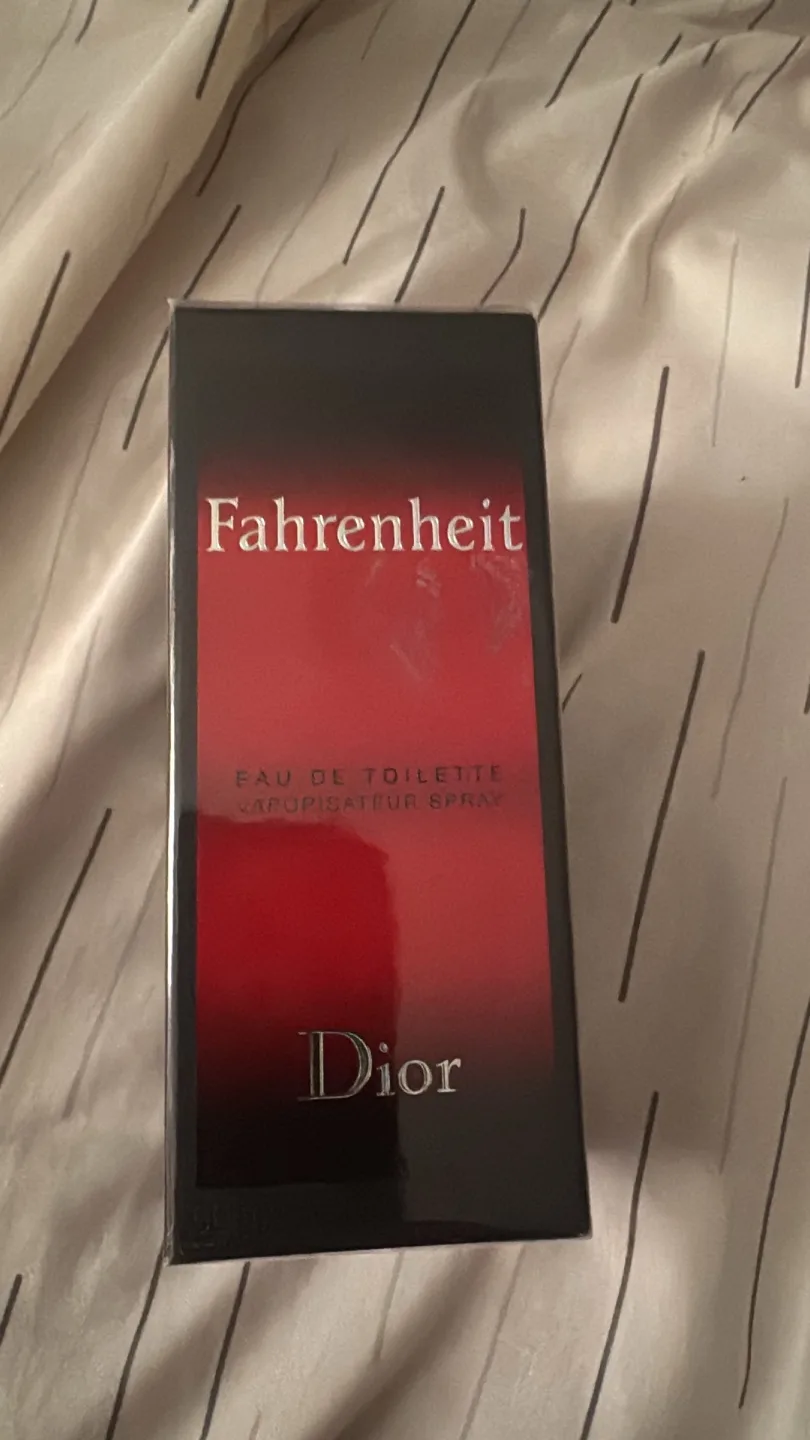 Fahrenheit
EAU DE TOILETTE
VAPORISATEUR SPRAY
Dior